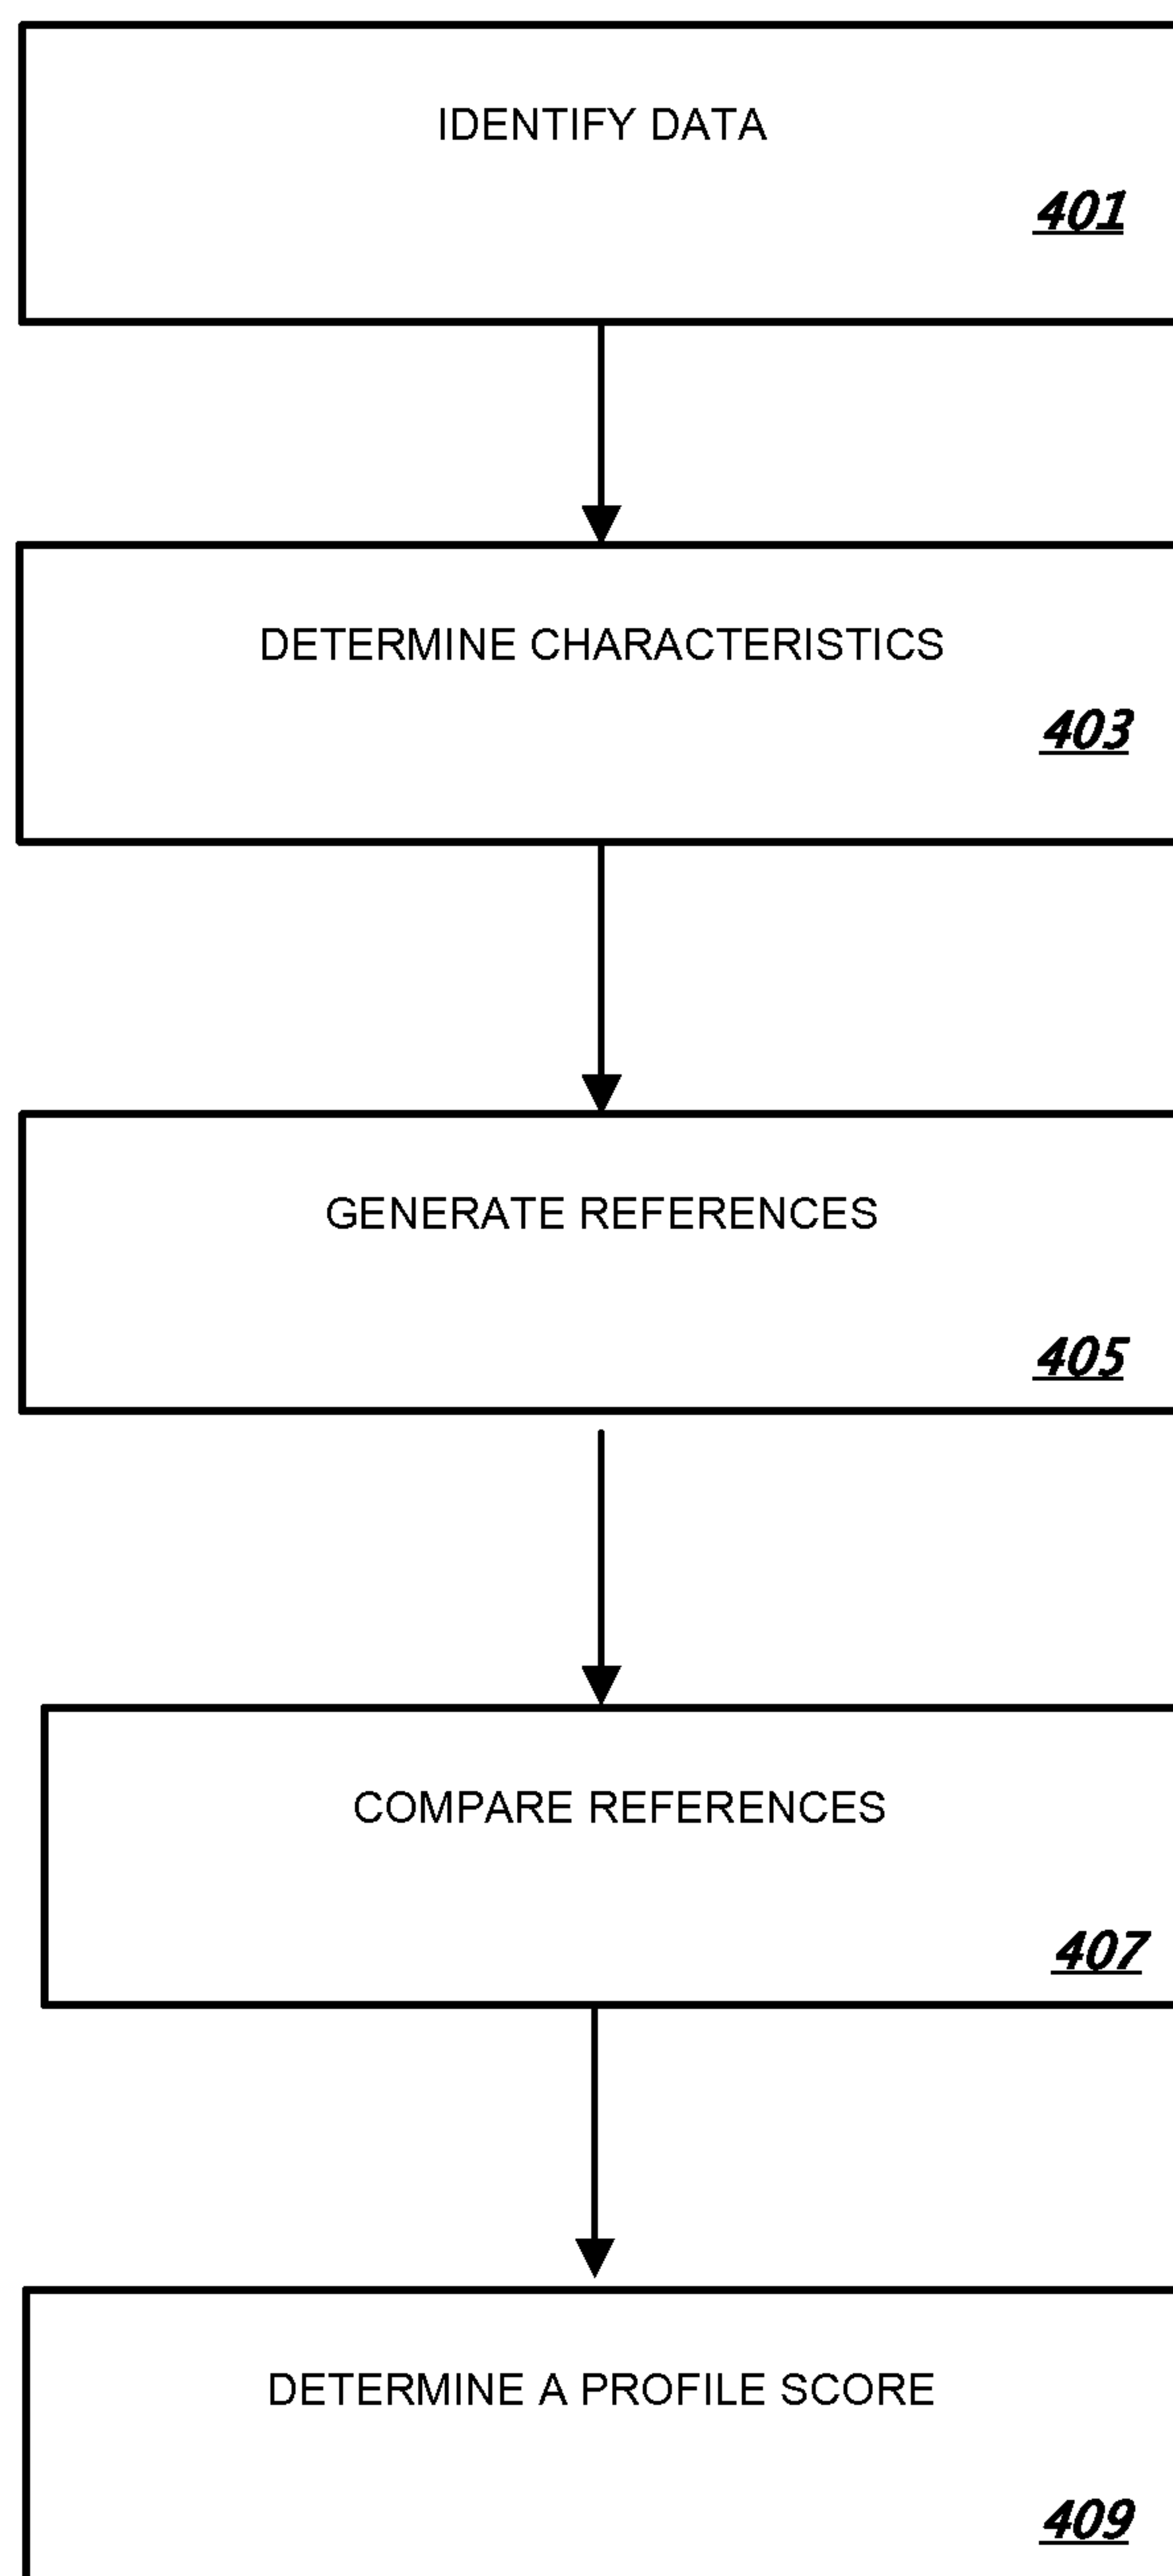 IDENTIFY DATA
401
DETERMINE CHARACTERISTICS
403
GENERATE REFERENCES
405
COMPARE REFERENCES
407
DETERMINE A PROFILE SCORE
409